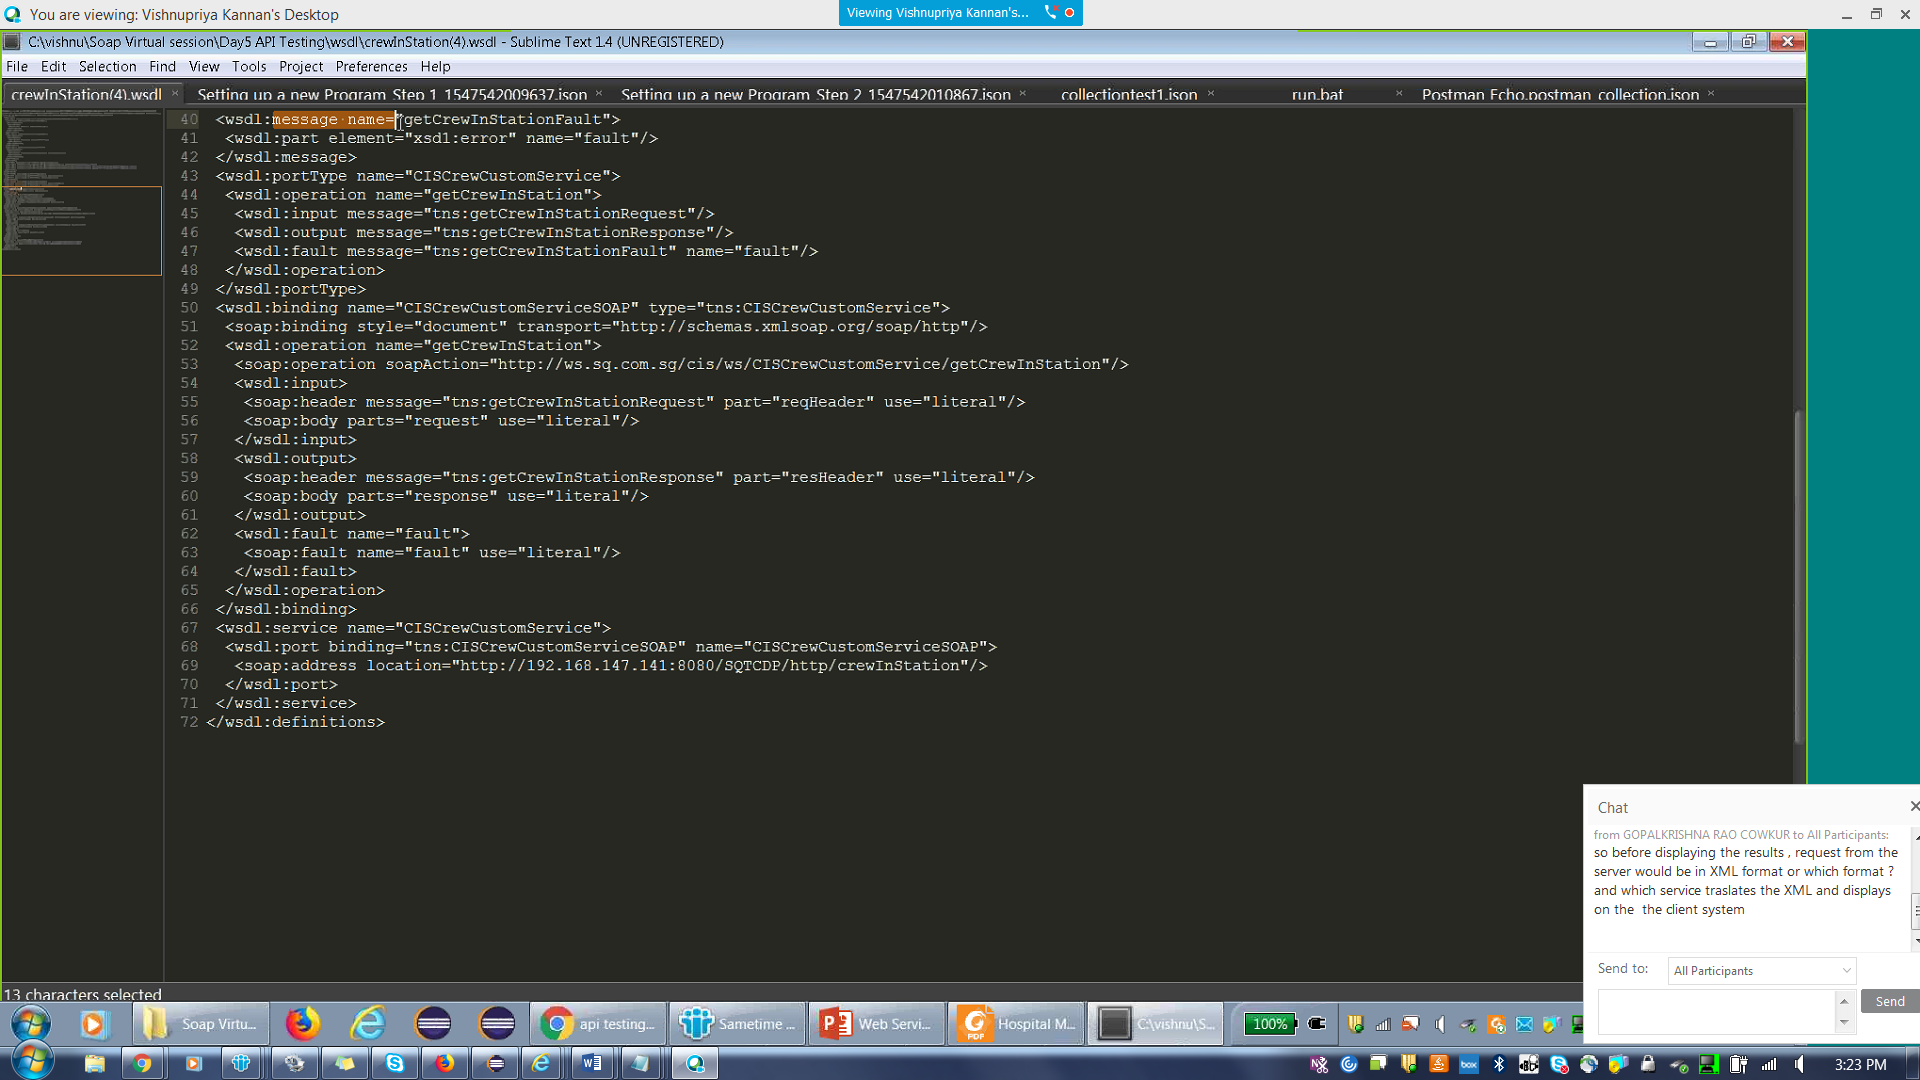 You are viewing: Vishnupriya Kannan's Desktop
Viewing Vishnupriya Kannan's...
C:\vishnu\Soap Virtual session\Day5 API Testing\wsdl\crewInStation(4).wsdl - Sublime Text 1.4 (UNREGISTERED)
File Edit Selection Find View Tools Project Preferences Help
crewInStation(4).wsdl × Setting up a new Program Step 1 1547542009637.json × Setting up a new Program Step 2 1547542010867.json × collectiontest1.json × run.bat × Postman Echo.postman_collection.json ×
40 <wsdl:message name="getCrewInStationFault">
41 <wsdl:part element="xsd1:error" name="fault"/>
42 </wsdl:message>
43 <wsdl:portType name="CISCrewCustomService">
44 <wsdl:operation name="getCrewInStation">
45 <wsdl:input message="tns:getCrewInStationRequest"/>
46 <wsdl:output message="tns:getCrewInStationResponse"/>
47 <wsdl:fault message="tns:getCrewInStationFault" name="fault"/>
48 </wsdl:operation>
49 </wsdl:portType>
50 <wsdl:binding name="CISCrewCustomServiceSOAP" type="tns:CISCrewCustomService">
51 <soap:binding style="document" transport="http://schemas.xmlsoap.org/soap/http"/>
52 <wsdl:operation name="getCrewInStation">
53 <soap:operation soapAction="http://ws.sq.com.sg/cis/ws/CISCrewCustomService/getCrewInStation"/>
54 <wsdl:input>
55 <soap:header message="tns:getCrewInStationRequest" part="reqHeader" use="literal"/>
56 <soap:body parts="request" use="literal"/>
57 </wsdl:input>
58 <wsdl:output>
59 <soap:header message="tns:getCrewInStationResponse" part="resHeader" use="literal"/>
60 <soap:body parts="response" use="literal"/>
61 </wsdl:output>
62 <wsdl:fault name="fault">
63 <soap:fault name="fault" use="literal"/>
64 </wsdl:fault>
65 </wsdl:operation>
66 </wsdl:binding>
67 <wsdl:service name="CISCrewCustomService">
68 <wsdl:port binding="tns:CISCrewCustomServiceSOAP" name="CISCrewCustomServiceSOAP">
69 <soap:address location="http://192.168.147.141:8080/SQTCDP/http/crewInStation"/>
70 </wsdl:port>
71 </wsdl:service>
72 </wsdl:definitions>
Chat
from GOPALKRISHNA RAO COWKUR to All Participants:
so before displaying the results , request from the
server would be in XML format or which format ?
and which service traslates the XML and displays
on the the client system
Send to: All Participants
Send
13 characters selected
Soap Virtu... api testing... Sametime ... Web Servi... Hospital M... C:\vishnu\S... 100%
3:23 PM